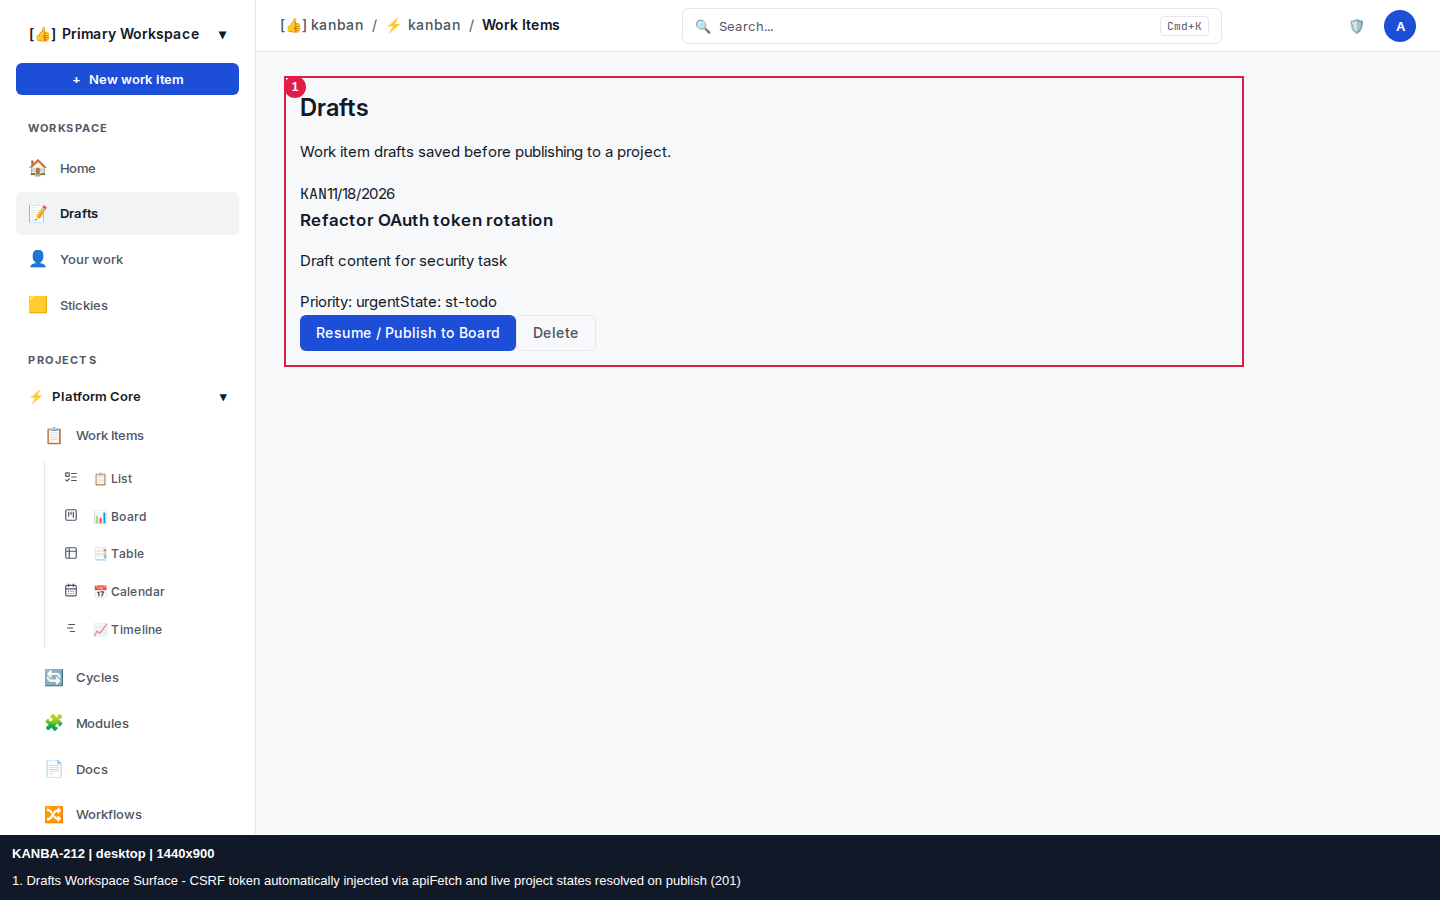 [👍] Primary Workspace ▼
+ New work item
WORKSPACE
🏠 Home
📝 Drafts
👤 Your work
🟨 Stickies
PROJECTS
⚡ Platform Core ▼
📋 Work Items
📋 List
📊 Board
📑 Table
📅 Calendar
📈 Timeline
🔄 Cycles
🧩 Modules
📄 Docs
🔀 Workflows
[👍] kanban / ⚡ kanban / Work Items
🔍 Search... Cmd+K
🛡️ A
1
Drafts
Work item drafts saved before publishing to a project.
KAN11/18/2026
Refactor OAuth token rotation
Draft content for security task
Priority: urgentState: st-todo
Resume / Publish to Board Delete
KANBA-212 | desktop | 1440x900
1. Drafts Workspace Surface - CSRF token automatically injected via apiFetch and live project states resolved on publish (201)